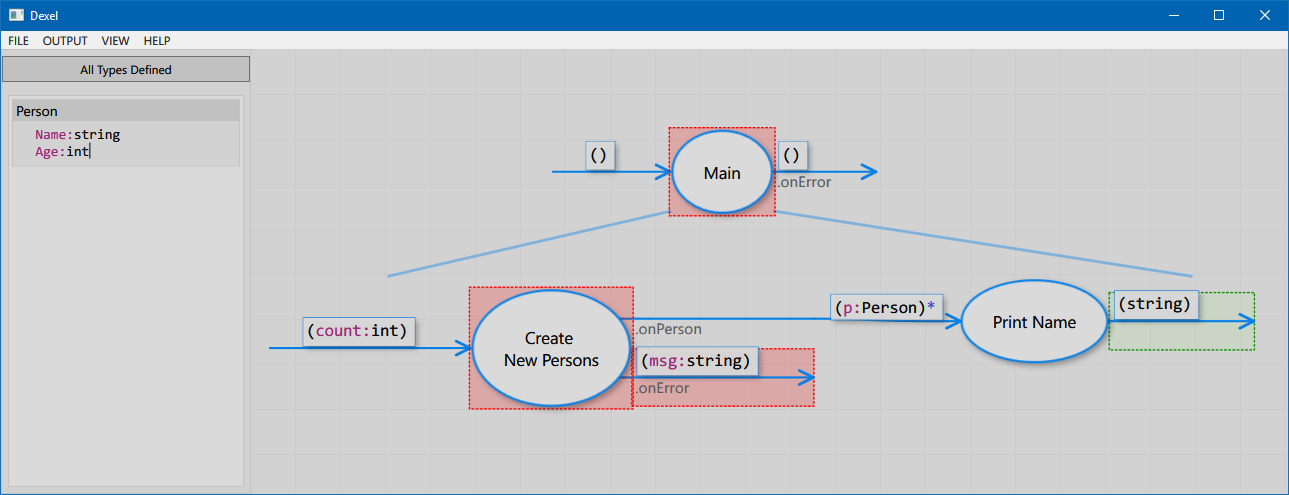 Dexel
FILE OUTPUT VIEW HELP
All Types Defined
Person
Name:string
Age:int
()
Main
()
.onError
(count:int)
Create
New Persons
.onPerson
(msg:string)
.onError
(p:Person)*
Print Name
(string)